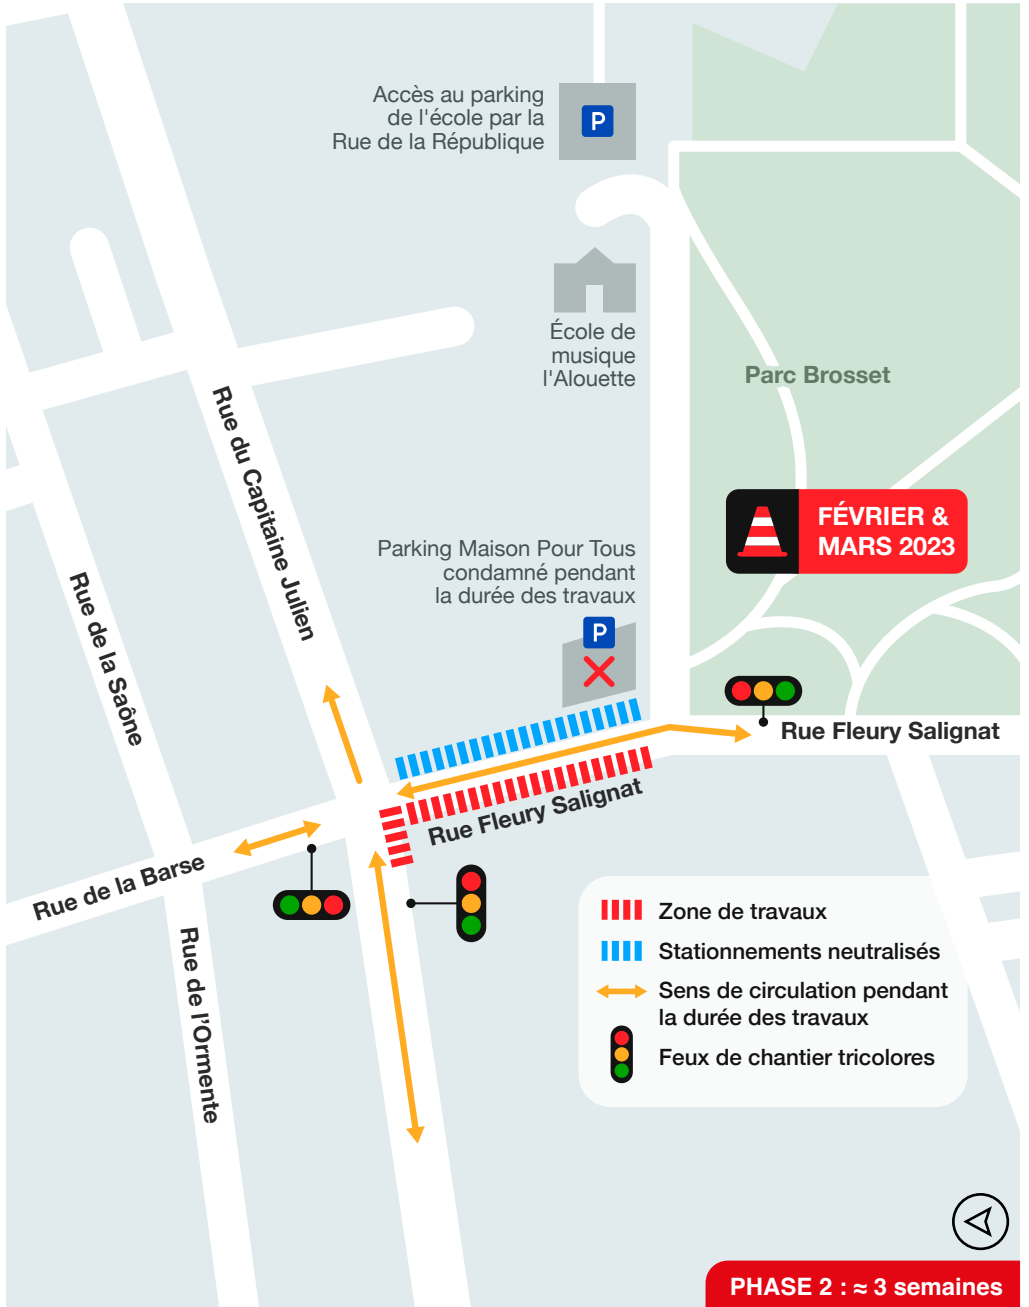 Accès au parking
de l'école par la
Rue de la République
P
École de
musique
l'Alouette
Parc Brosset
Rue du Capitaine Julien
FÉVRIER &
MARS 2023
Parking Maison Pour Tous
condamné pendant
la durée des travaux
P
Rue de la Saône
Rue Fleury Salignat
Rue Fleury Salignat
Rue de la Barse
Rue de l'Ormente
Zone de travaux
Stationnements neutralisés
Sens de circulation pendant
la durée des travaux
Feux de chantier tricolores
PHASE 2 : ≈ 3 semaines